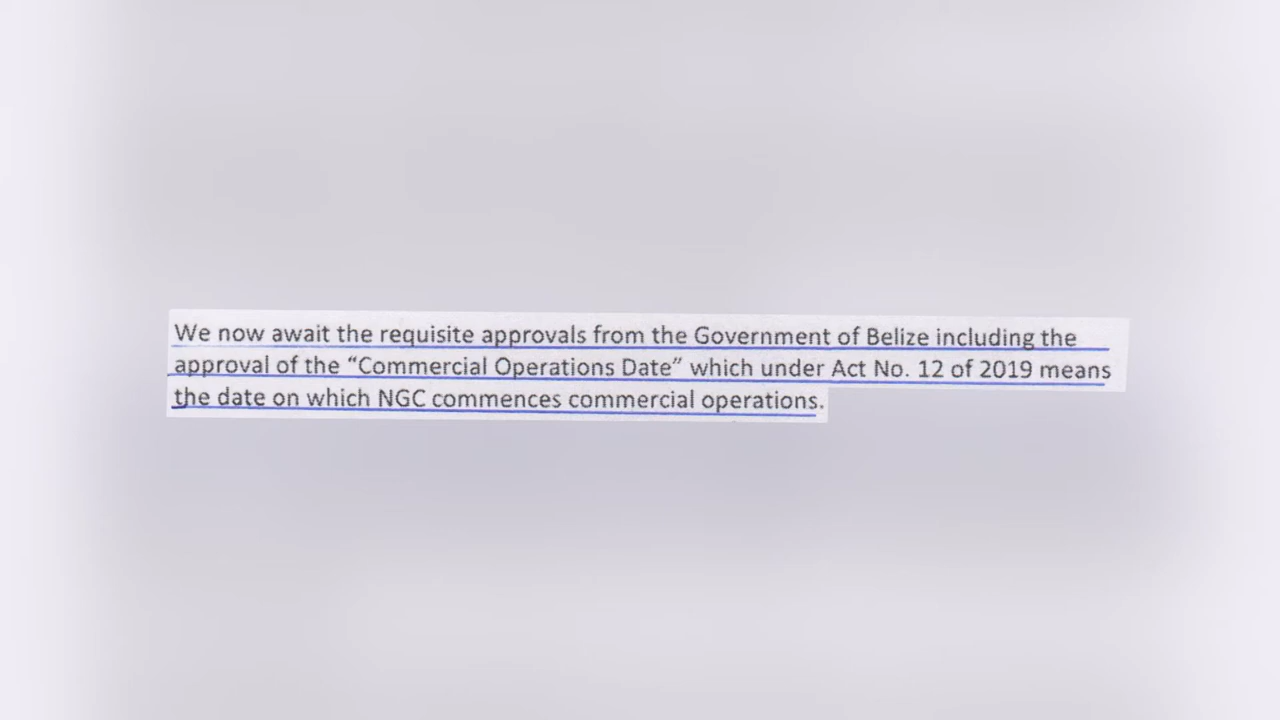 We now await the requisite approvals from the Government of Belize including the
approval of the “Commercial Operations Date” which under Act No. 12 of 2019 means
the date on which NGC commences commercial operations.